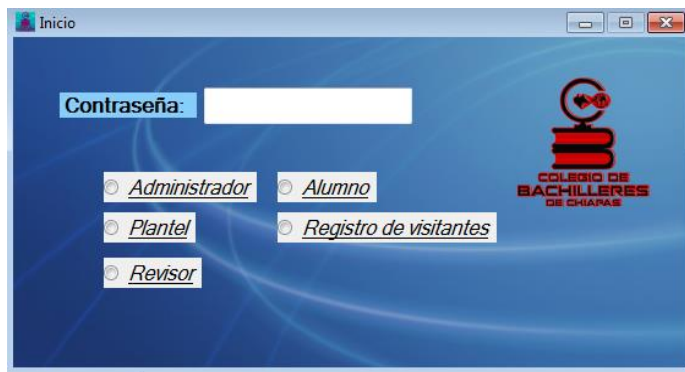 Inicio
Contraseña:
Administrador
Alumno
Plantel
Registro de visitantes
Revisor
COLEGIO DE
BACHILLERES
DE CHIAPAS